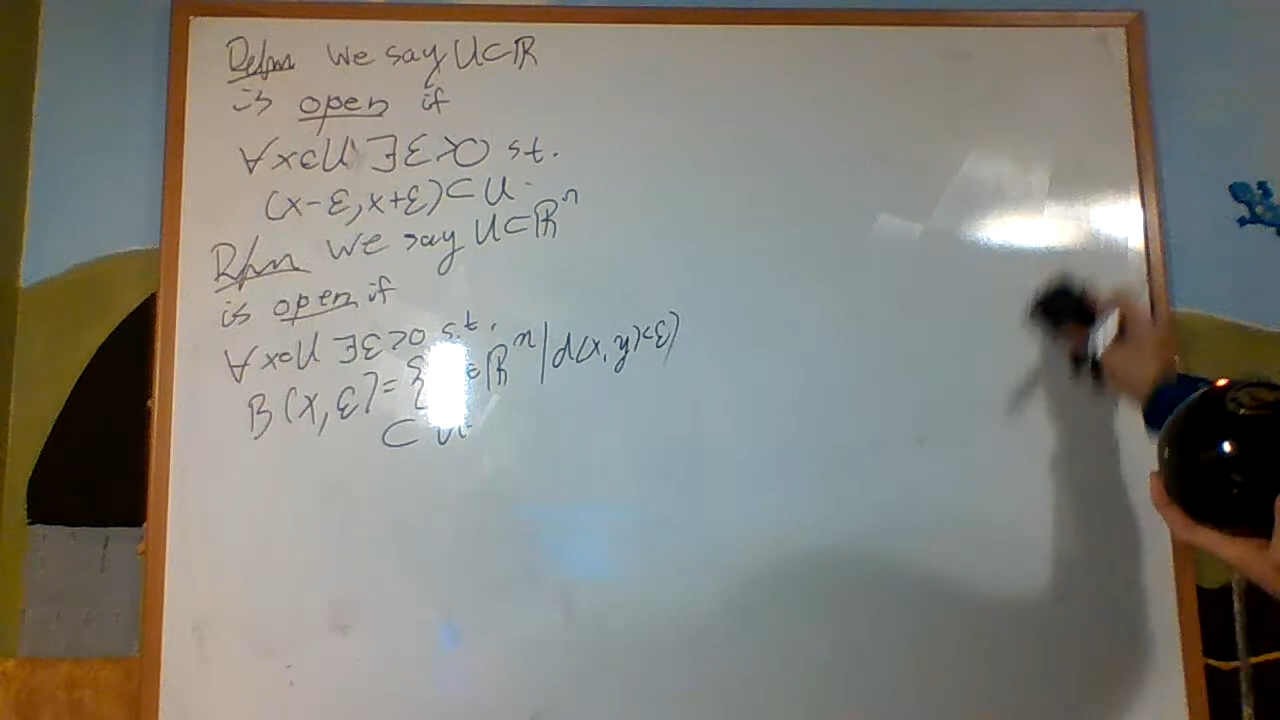 Defn We say U⊂ℝ
is open if
∀x∈U ∃ε>0 s.t.
(x-ε, x+ε)⊂U.
Defn We say U⊂ℝⁿ
is open if
∀x∈U ∃ε>0 s.t.
B(x, ε)={ ∈ℝⁿ|d(x, y)<ε}
⊂ U